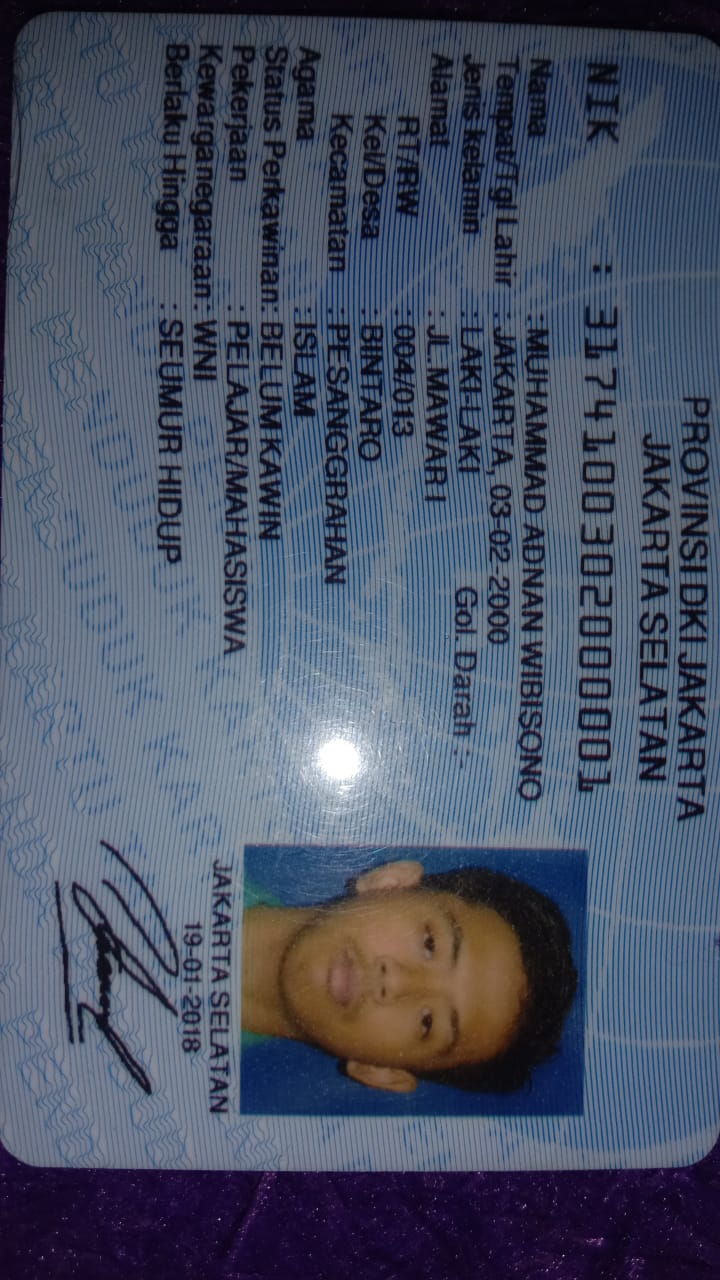 PROVINSI DKI JAKARTA
JAKARTA SELATAN
NIK : 3174100302000001
Nama : MUHAMMAD ADNAN WIBISONO
Tempat/Tgl Lahir : JAKARTA, 03-02-2000
Jenis kelamin : LAKI-LAKI Gol. Darah :-
Alamat : JL.MAWAR I
RT/RW : 004/013
Kel/Desa : BINTARO
Kecamatan : PESANGGRAHAN
Agama : ISLAM
Status Perkawinan: BELUM KAWIN
Pekerjaan : PELAJAR/MAHASISWA
Kewarganegaraan: WNI
Berlaku Hingga : SEUMUR HIDUP
JAKARTA SELATAN
19-01-2018